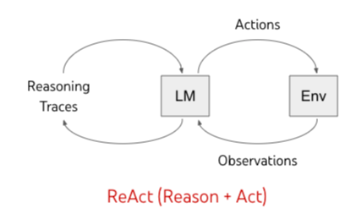 Actions
Reasoning
Traces
LM
Env
Observations
ReAct (Reason + Act)